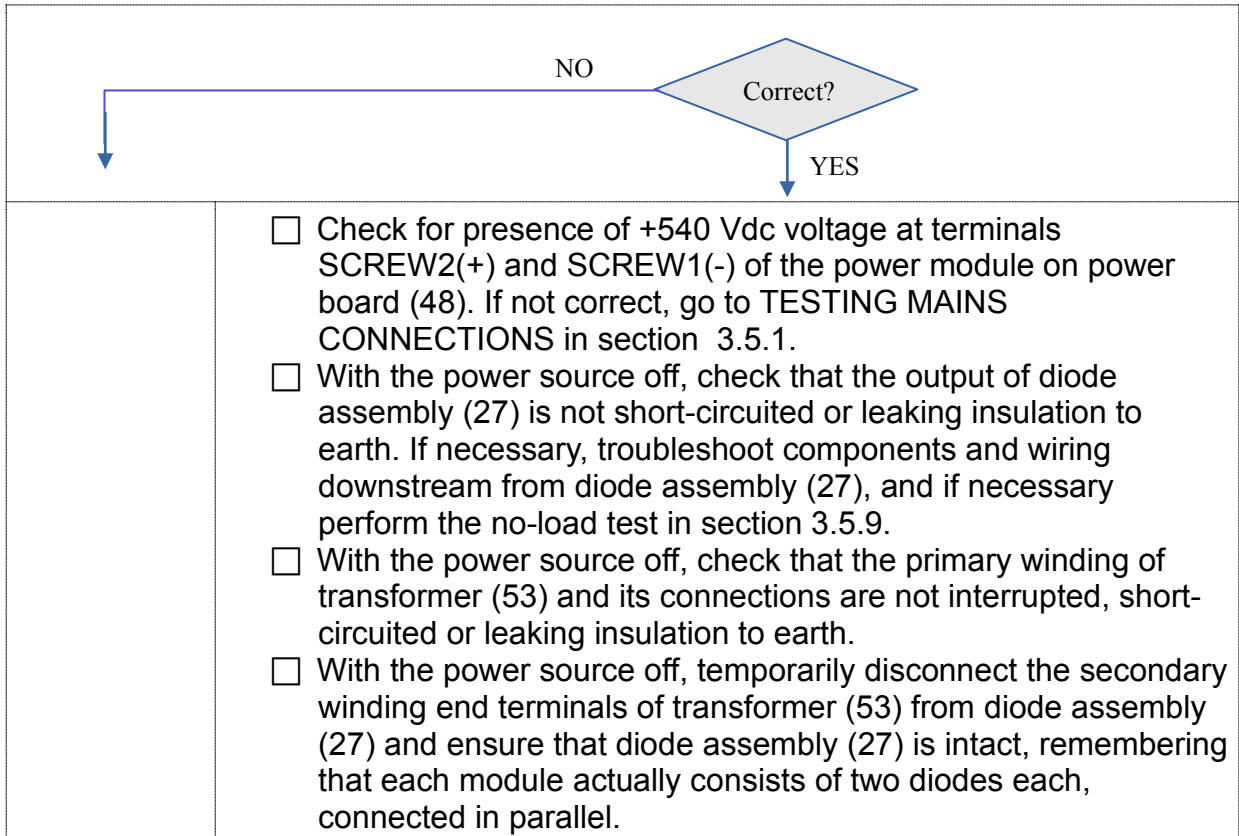 NO
Correct?
YES
☐ Check for presence of +540 Vdc voltage at terminals
SCREW2(+) and SCREW1(-) of the power module on power
board (48). If not correct, go to TESTING MAINS
CONNECTIONS in section  3.5.1.
☐ With the power source off, check that the output of diode
assembly (27) is not short-circuited or leaking insulation to
earth. If necessary, troubleshoot components and wiring
downstream from diode assembly (27), and if necessary
perform the no-load test in section 3.5.9.
☐ With the power source off, check that the primary winding of
transformer (53) and its connections are not interrupted, short-
circuited or leaking insulation to earth.
☐ With the power source off, temporarily disconnect the secondary
winding end terminals of transformer (53) from diode assembly
(27) and ensure that diode assembly (27) is intact, remembering
that each module actually consists of two diodes each,
connected in parallel.